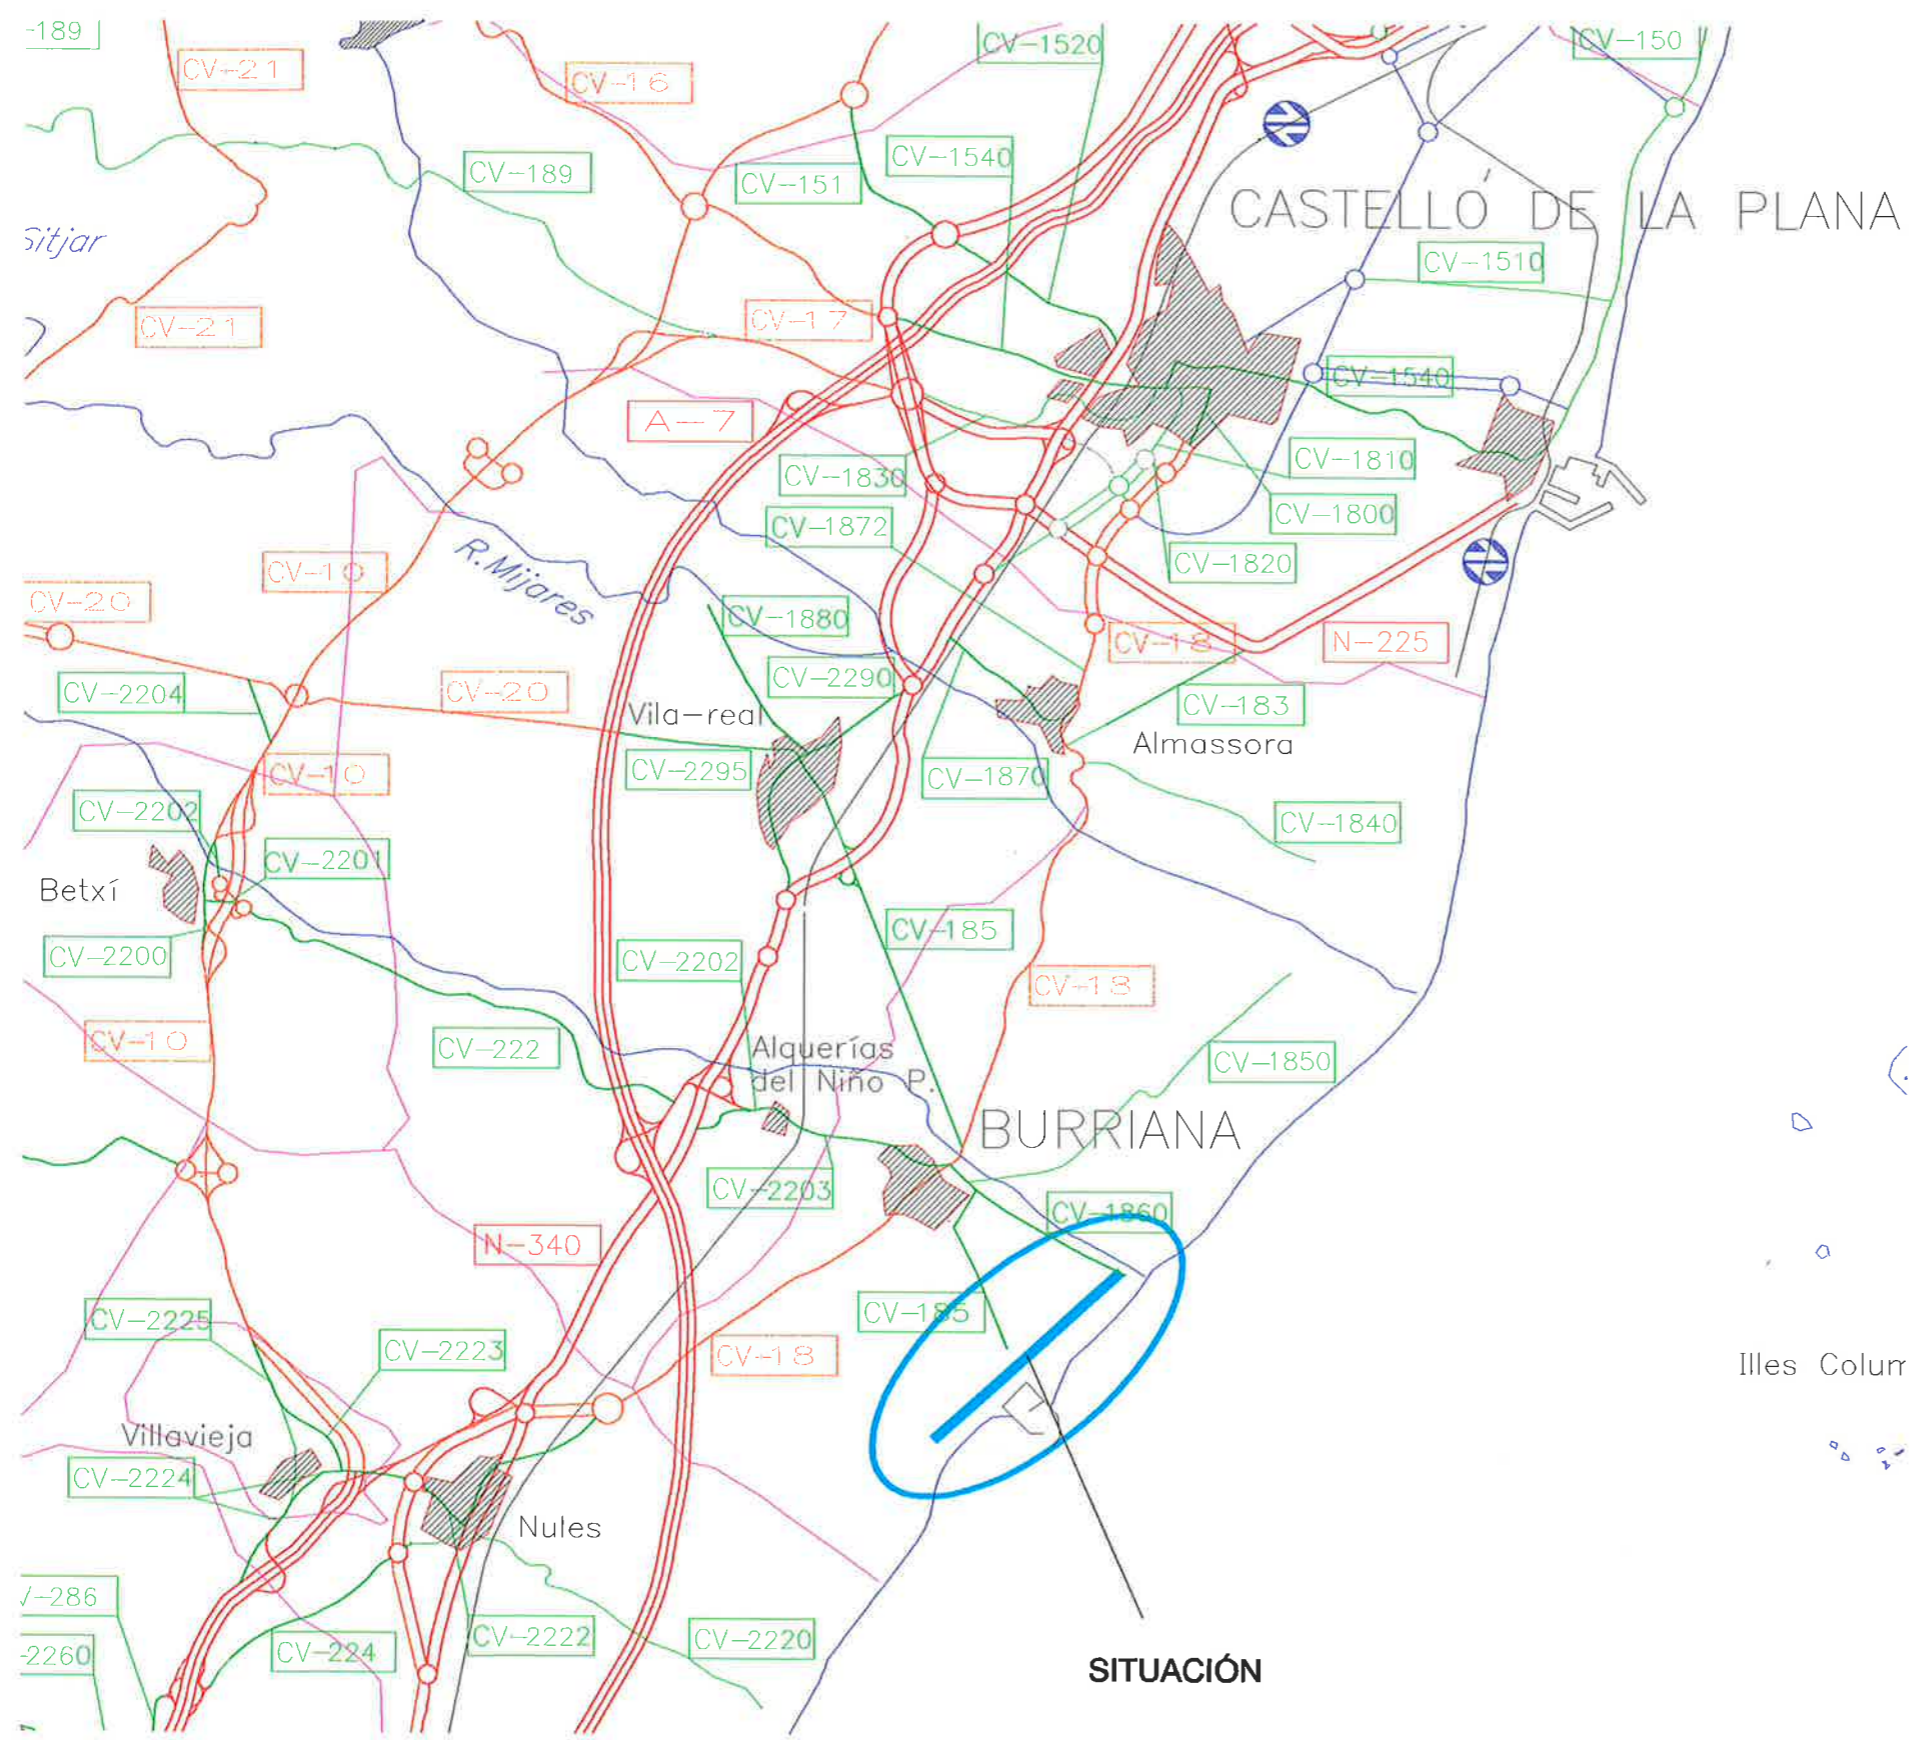 -189
CV-21
CV-16
CV-1520
CV-150
CV-189
CV-151
CV-1540
CASTELLÓ DE LA PLANA
Sitjar
CV-1510
CV-21
CV-17
CV-1540
A-7
CV-1830
CV-1810
CV-1872
CV-1800
R.Mijares
CV-10
CV-1820
CV-20
CV-1880
CV-18
N-225
CV-2204
CV-20
CV-2290
CV-183
Vila-real
Almassora
CV-10
CV-2295
CV-1870
CV-2202
CV-1840
CV-2201
Betxí
CV-185
CV-2200
CV-2202
CV-18
CV-10
CV-222
Alquerías
del Niño P.
CV-1850
BURRIANA
CV-2203
CV-1860
N-340
CV-2225
CV-185
CV-2223
CV-18
Illes Colum
Villavieja
CV-2224
Nules
V-286
CV-224
CV-2222
CV-2220
-2260
SITUACIÓN